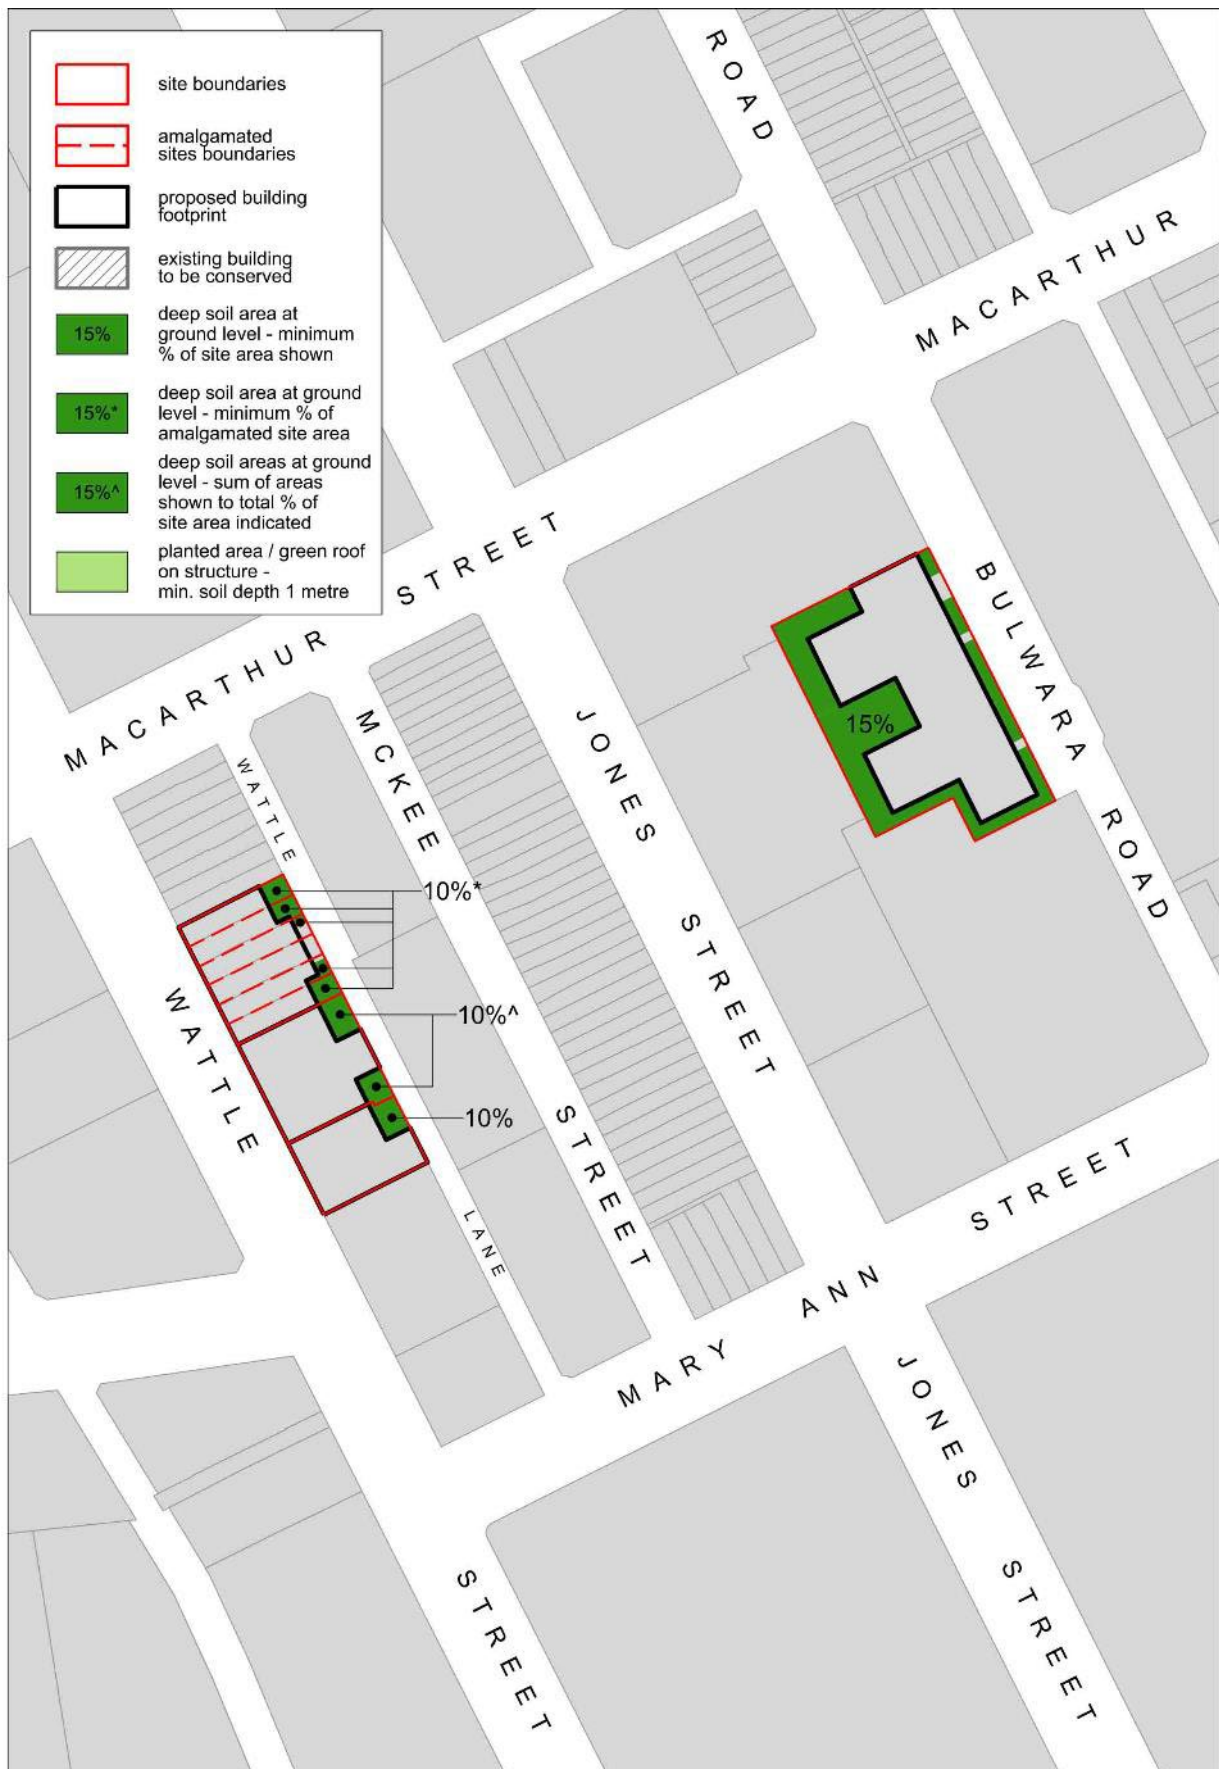 site boundaries
amalgamated
sites boundaries
proposed building
footprint
existing building
to be conserved
15%
deep soil area at
ground level - minimum
% of site area shown
15%*
deep soil area at ground
level - minimum % of
amalgamated site area
15%^
deep soil areas at ground
level - sum of areas
shown to total % of
site area indicated
planted area / green roof
on structure -
min. soil depth 1 metre
ROAD
MACARTHUR
MACARTHUR STREET
BULWARA ROAD
15%
JONES STREET
MCKEE STREET
WATTLE LANE
10%*
10%^
10%
WATTLE STREET
MARY ANN STREET
JONES STREET